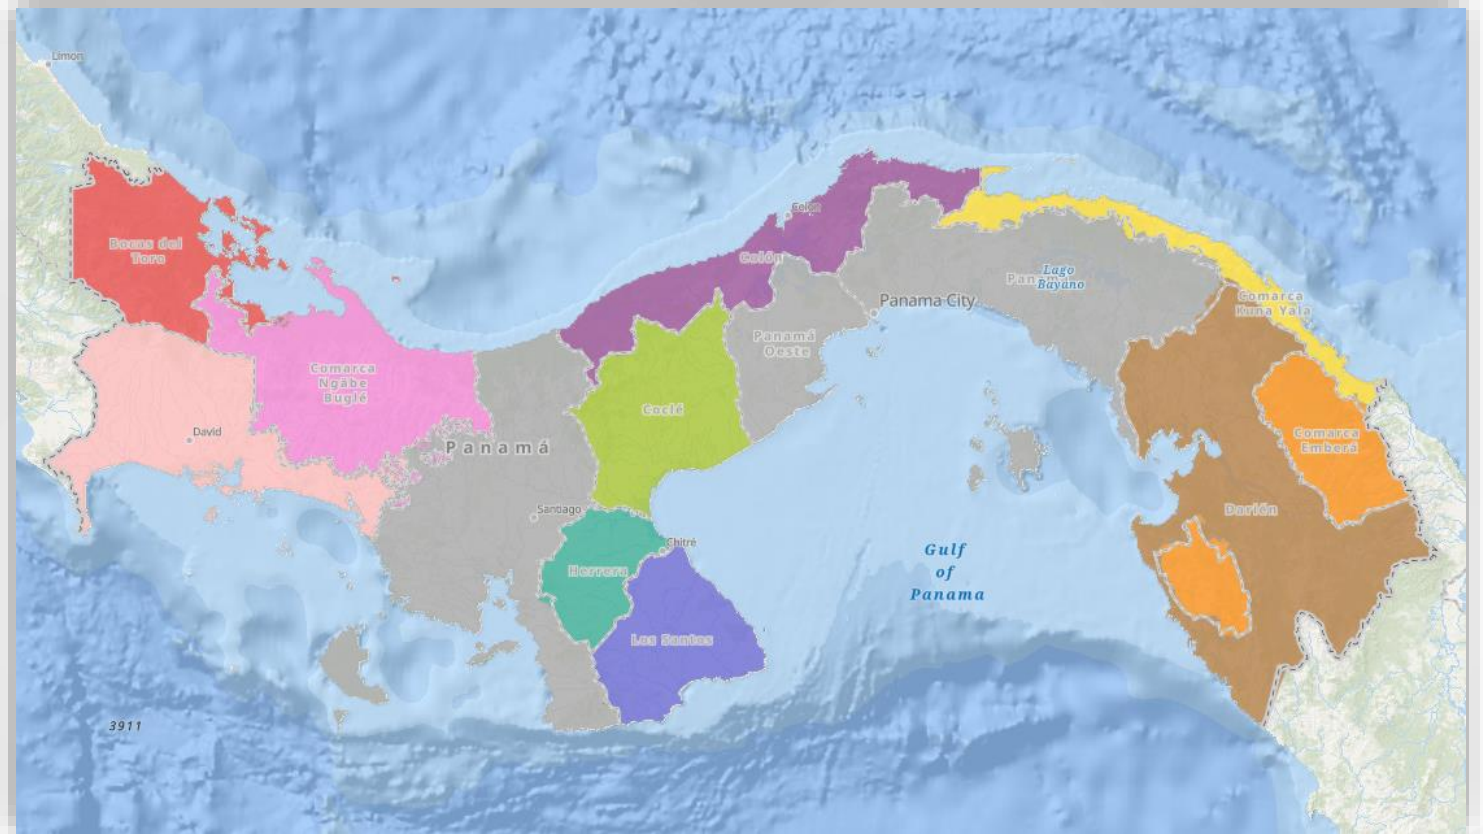 Limon
Bocas del
Toro
Colón
Colón
Panamá
Lago
Bayano
Panama City
Comarca
Kuna Yala
Panamá
Oeste
Comarca
Ngäbe
Buglé
Coclé
David
Panamá
Comarca
Emberá
Santiago
Darién
Chitré
Herrera
Gulf
of
Panama
Los Santos
3911